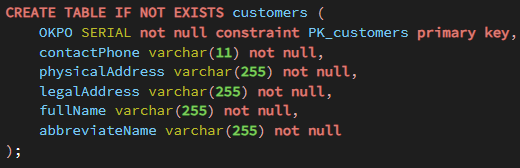 CREATE TABLE IF NOT EXISTS customers (
OKPO SERIAL not null constraint PK_customers primary key,
contactPhone varchar(11) not null,
physicalAddress varchar(255) not null,
legalAddress varchar(255) not null,
fullName varchar(255) not null,
abbreviateName varchar(255) not null
);